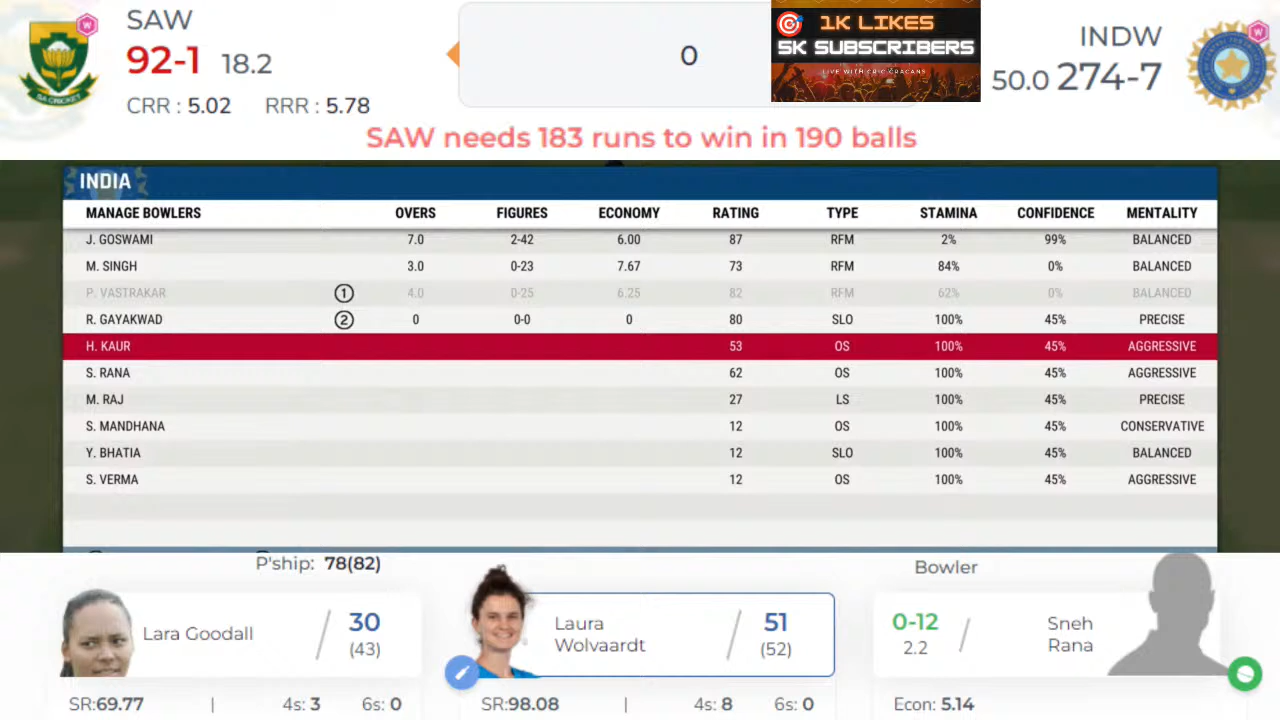 SAW
92-1 18.2
CRR : 5.02 RRR : 5.78
0
1K LIKES
5K SUBSCRIBERS
LIVE WITH CRIC CRACANS
INDW
50.0 274-7
SA CRICKET
W
W
SAW needs 183 runs to win in 190 balls
INDIA
MANAGE BOWLERS OVERS FIGURES ECONOMY RATING TYPE STAMINA CONFIDENCE MENTALITY
J. GOSWAMI 7.0 2-42 6.00 87 RFM 2% 99% BALANCED
M. SINGH 3.0 0-23 7.67 73 RFM 84% 0% BALANCED
P. VASTRAKAR 1 4.0 0-25 6.25 82 RFM 62% 0% BALANCED
R. GAYAKWAD 2 0 0-0 0 80 SLO 100% 45% PRECISE
H. KAUR 53 OS 100% 45% AGGRESSIVE
S. RANA 62 OS 100% 45% AGGRESSIVE
M. RAJ 27 LS 100% 45% PRECISE
S. MANDHANA 12 OS 100% 45% CONSERVATIVE
Y. BHATIA 12 SLO 100% 45% BALANCED
S. VERMA 12 OS 100% 45% AGGRESSIVE
P'ship: 78(82)
Lara Goodall 30 (43)
SR:69.77 | 4s: 3 6s: 0
Laura Wolvaardt 51 (52)
SR:98.08 | 4s: 8 6s: 0
Bowler
0-12 2.2 Sneh Rana
Econ: 5.14